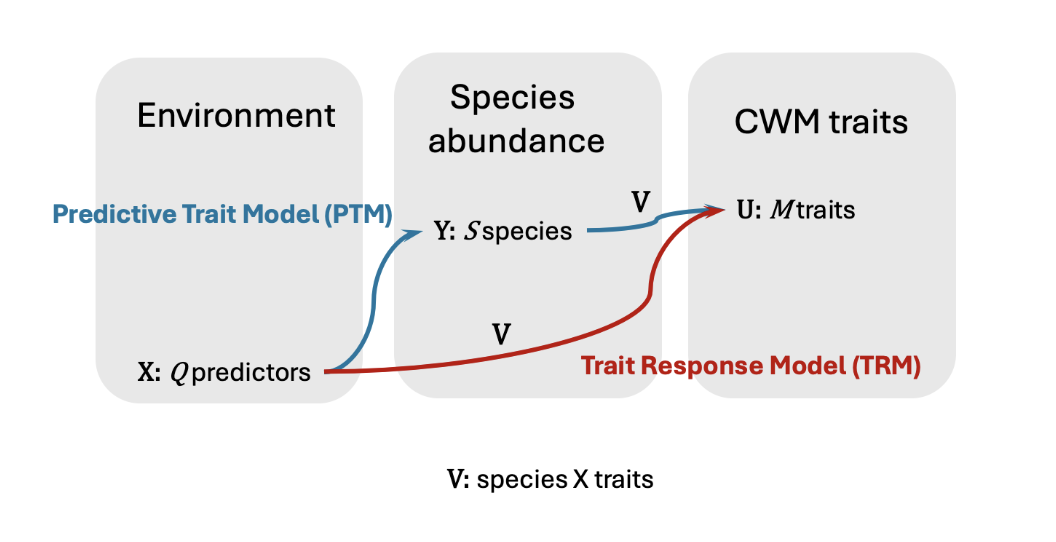 Environment
Species
abundance
CWM traits
Predictive Trait Model (PTM)
V
U: M traits
Y: S species
V
X: Q predictors
Trait Response Model (TRM)
V: species X traits